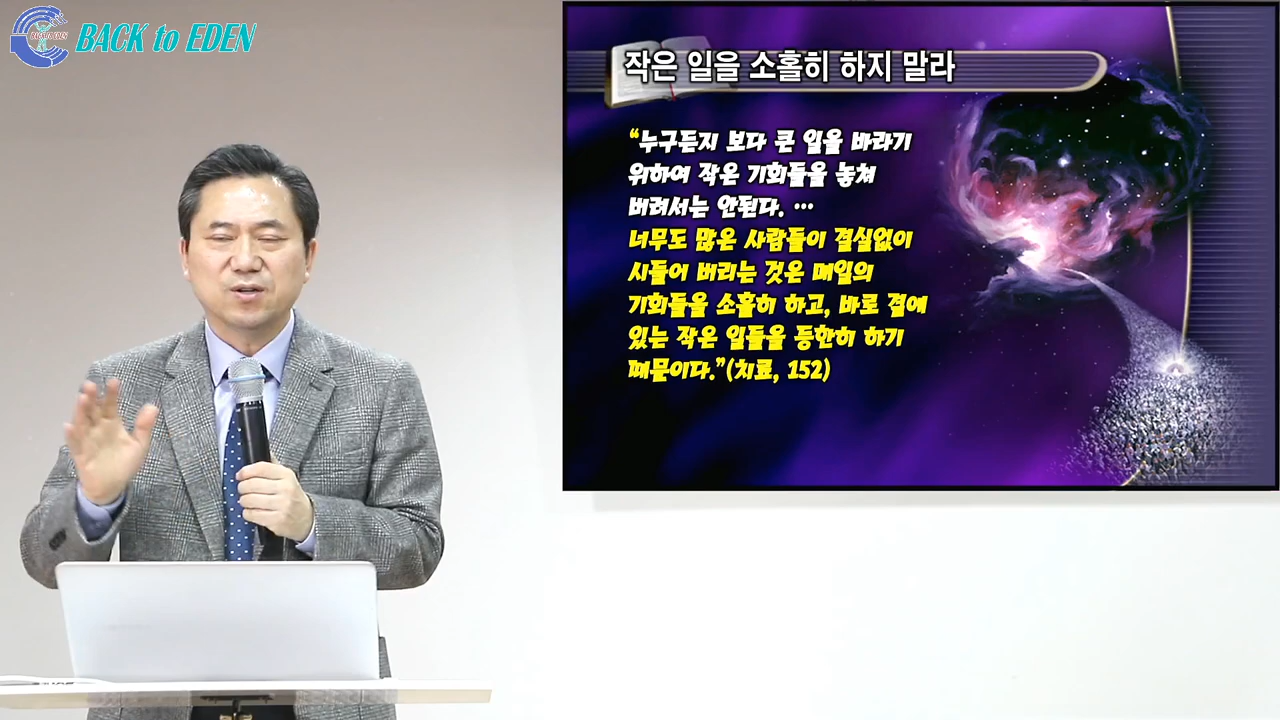 BACK to EDEN
작은 일을 소홀히 하지 말라
“누구든지 보다 큰 일을 바라기
위하여 작은 기회들을 놓쳐
버려서는 안된다. …
너무도 많은 사람들이 결실없이
시들어 버리는 것은 매일의
기회들을 소홀히 하고, 바로 곁에
있는 작은 일들을 등한히 하기
때문이다.”(치료, 152)